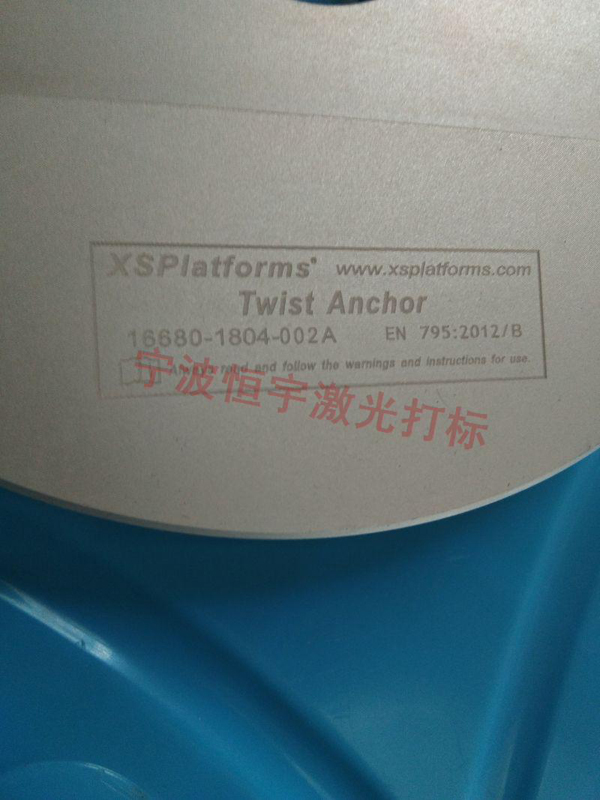 XSPlatforms® www.xsplatforms.com
Twist Anchor
16680-1804-002A EN 795:2012/B
Always read and follow the warnings and instructions for use.
宁波恒宇激光打标